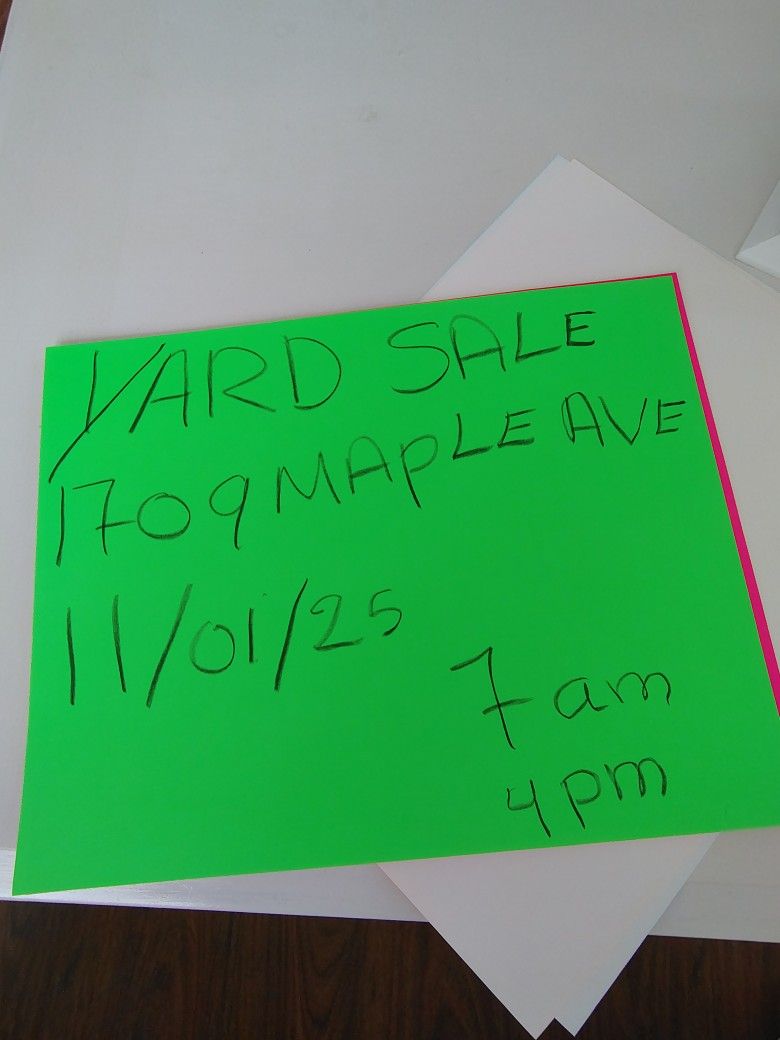 YARD SALE
1709 MAPLE AVE
11/01/25
7 am
4 pm